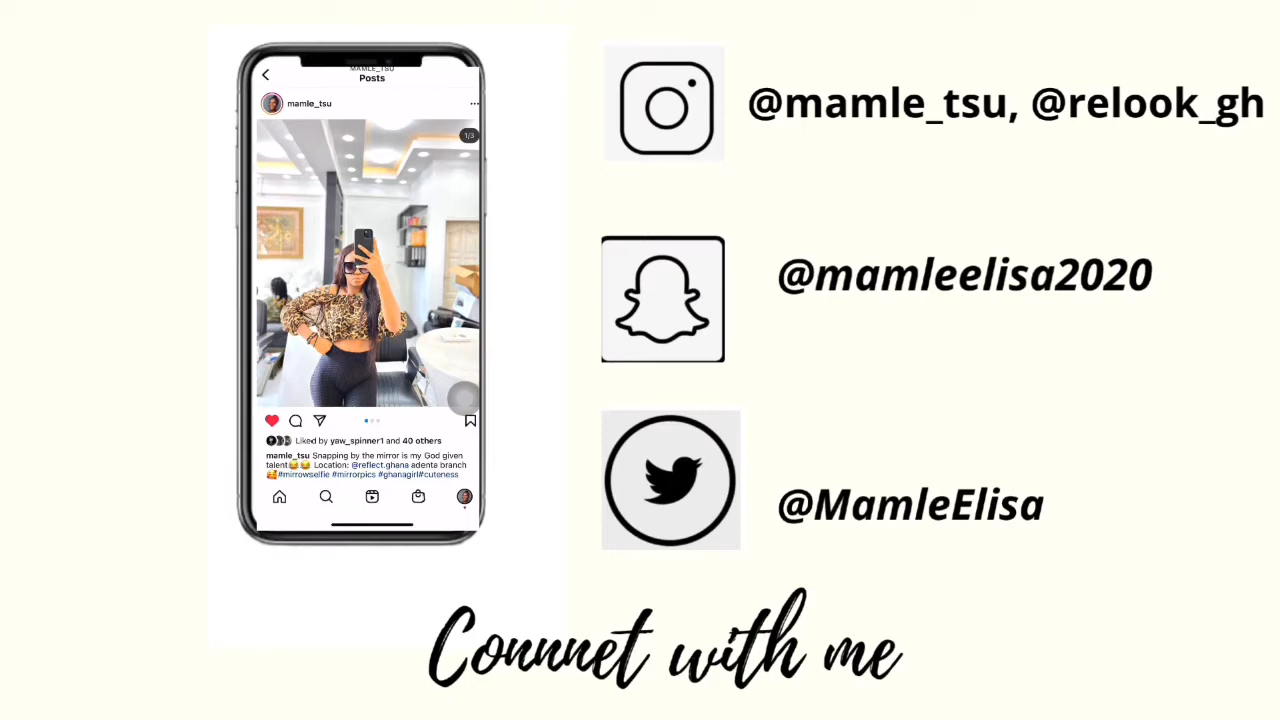 MAMLE_TSU
Posts
mamle_tsu
1/3
Liked by yaw_spinner1 and 40 others
mamle_tsu Snapping by the mirror is my God given
talent😂😂 Location: @reflect.ghana adenta branch
🥰#mirrowselfie #mirrorpics #ghanagirl#cuteness
@mamle_tsu, @relook_gh
@mamleelisa2020
@MamleElisa
Connnet with me